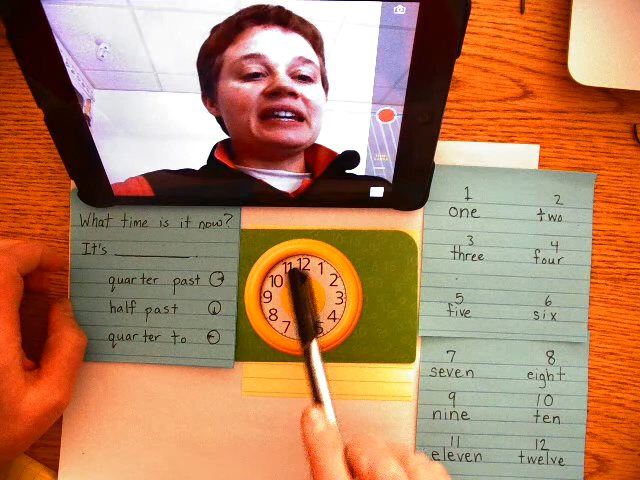 What time is it now?
It's ________.
quarter past
half past
quarter to
11 12 1
10 2
9 3
8 4
7 5
1 2
one two
3 4
three four
5 6
five six
7 8
seven eight
9 10
nine ten
11 12
eleven twelve